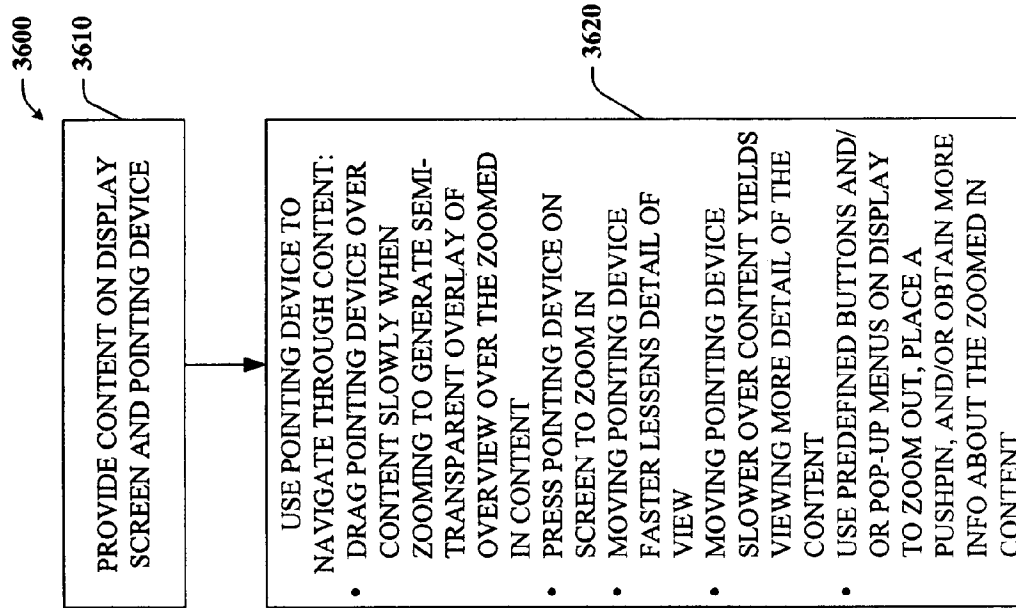 3600
3610
PROVIDE CONTENT ON DISPLAY
SCREEN AND POINTING DEVICE
3620
USE POINTING DEVICE TO
NAVIGATE THROUGH CONTENT:
• DRAG POINTING DEVICE OVER
CONTENT SLOWLY WHEN
ZOOMING TO GENERATE SEMI-
TRANSPARENT OVERLAY OF
OVERVIEW OVER THE ZOOMED
IN CONTENT
• PRESS POINTING DEVICE ON
SCREEN TO ZOOM IN
• MOVING POINTING DEVICE
FASTER LESSENS DETAIL OF
VIEW
• MOVING POINTING DEVICE
SLOWER OVER CONTENT YIELDS
VIEWING MORE DETAIL OF THE
CONTENT
• USE PREDEFINED BUTTONS AND/
OR POP-UP MENUS ON DISPLAY
TO ZOOM OUT, PLACE A
PUSHPIN, AND/OR OBTAIN MORE
INFO ABOUT THE ZOOMED IN
CONTENT